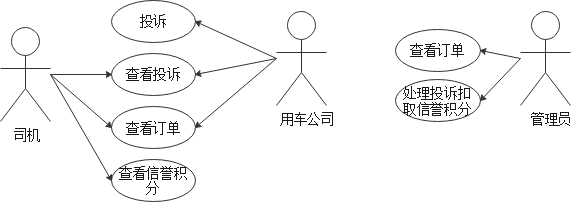 投诉
查看投诉
查看订单
查看信誉积
分
司机
用车公司
查看订单
处理投诉扣
取信誉积分
管理员